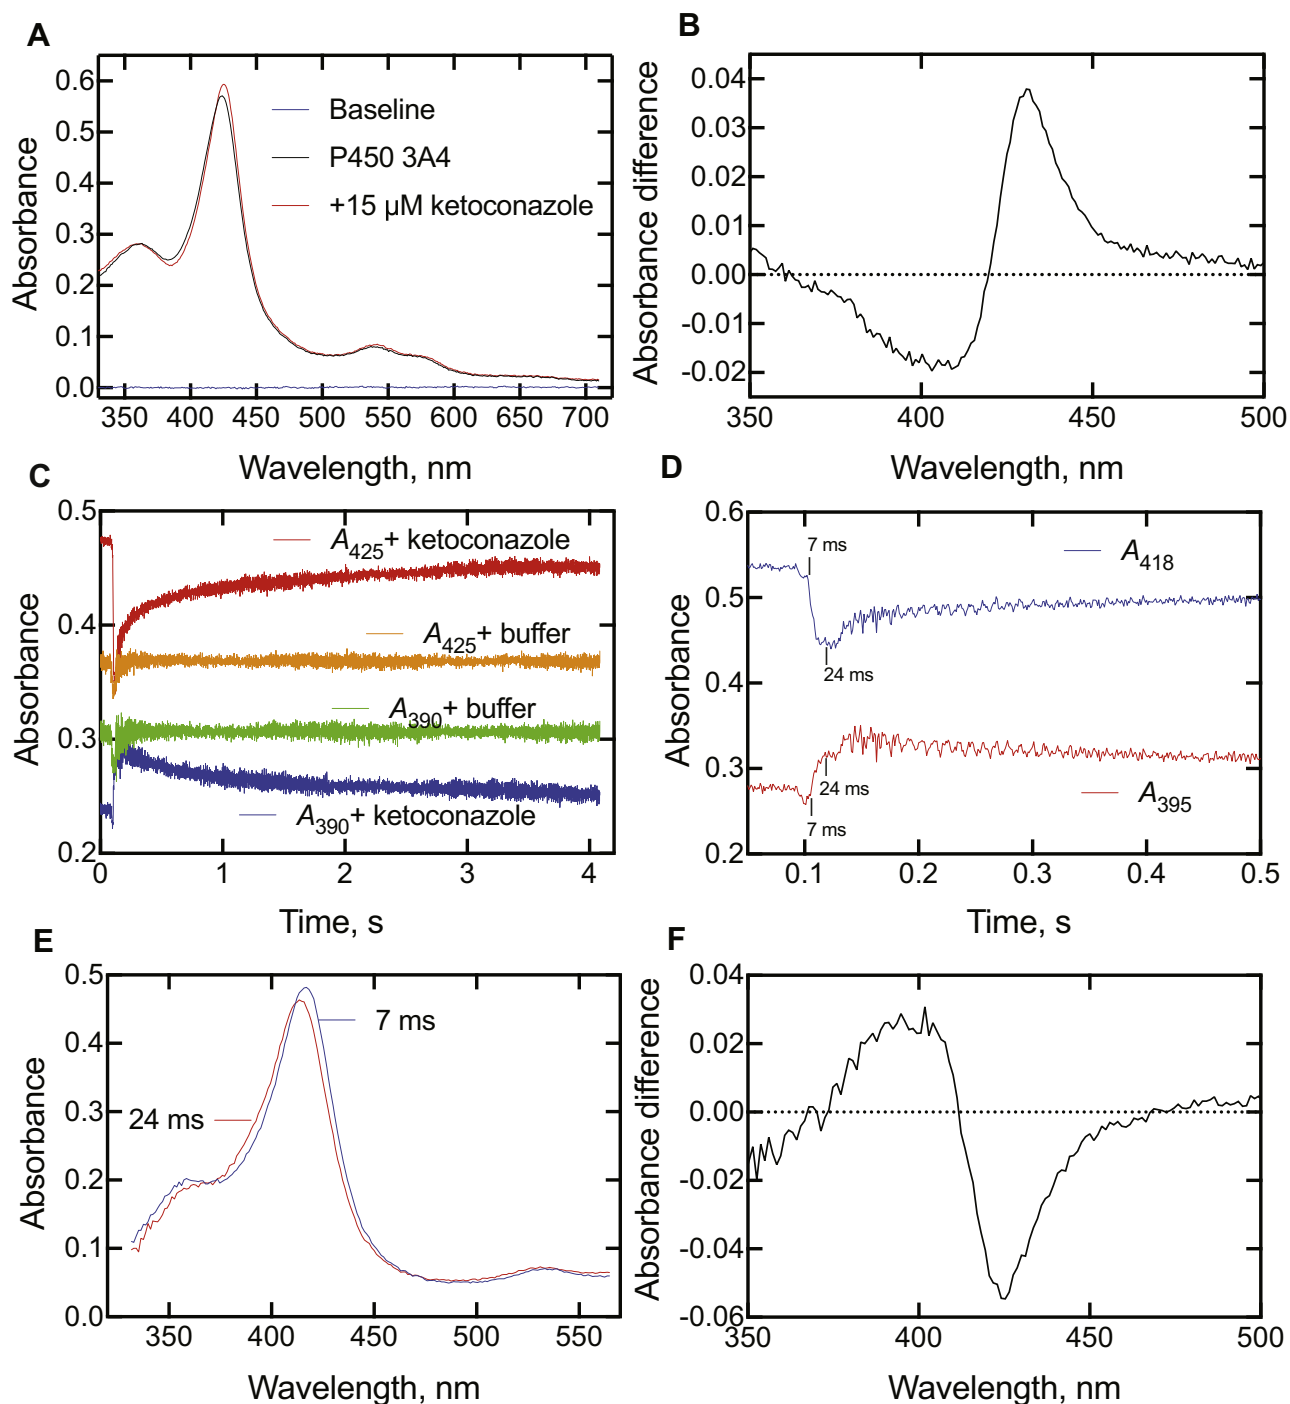 A
Absorbance
0.6
0.5
0.4
0.3
0.2
0.1
0.0
Baseline
P450 3A4
+15 µM ketoconazole
350 400 450 500 550 600 650 700
Wavelength, nm
B
Absorbance difference
0.04
0.03
0.02
0.01
0.00
-0.01
-0.02
350 400 450 500
Wavelength, nm
C
Absorbance
0.5
0.4
0.3
0.2
A425+ ketoconazole
A425+ buffer
A390+ buffer
A390+ ketoconazole
0 1 2 3 4
Time, s
D
Absorbance
0.6
0.5
0.4
0.3
0.2
7 ms
A418
24 ms
24 ms
A395
7 ms
0.1 0.2 0.3 0.4 0.5
Time, s
E
Absorbance
0.5
0.4
0.3
0.2
0.1
0.0
7 ms
24 ms
350 400 450 500 550
Wavelength, nm
F
Absorbance difference
0.04
0.02
0.00
-0.02
-0.04
-0.06
350 400 450 500
Wavelength, nm